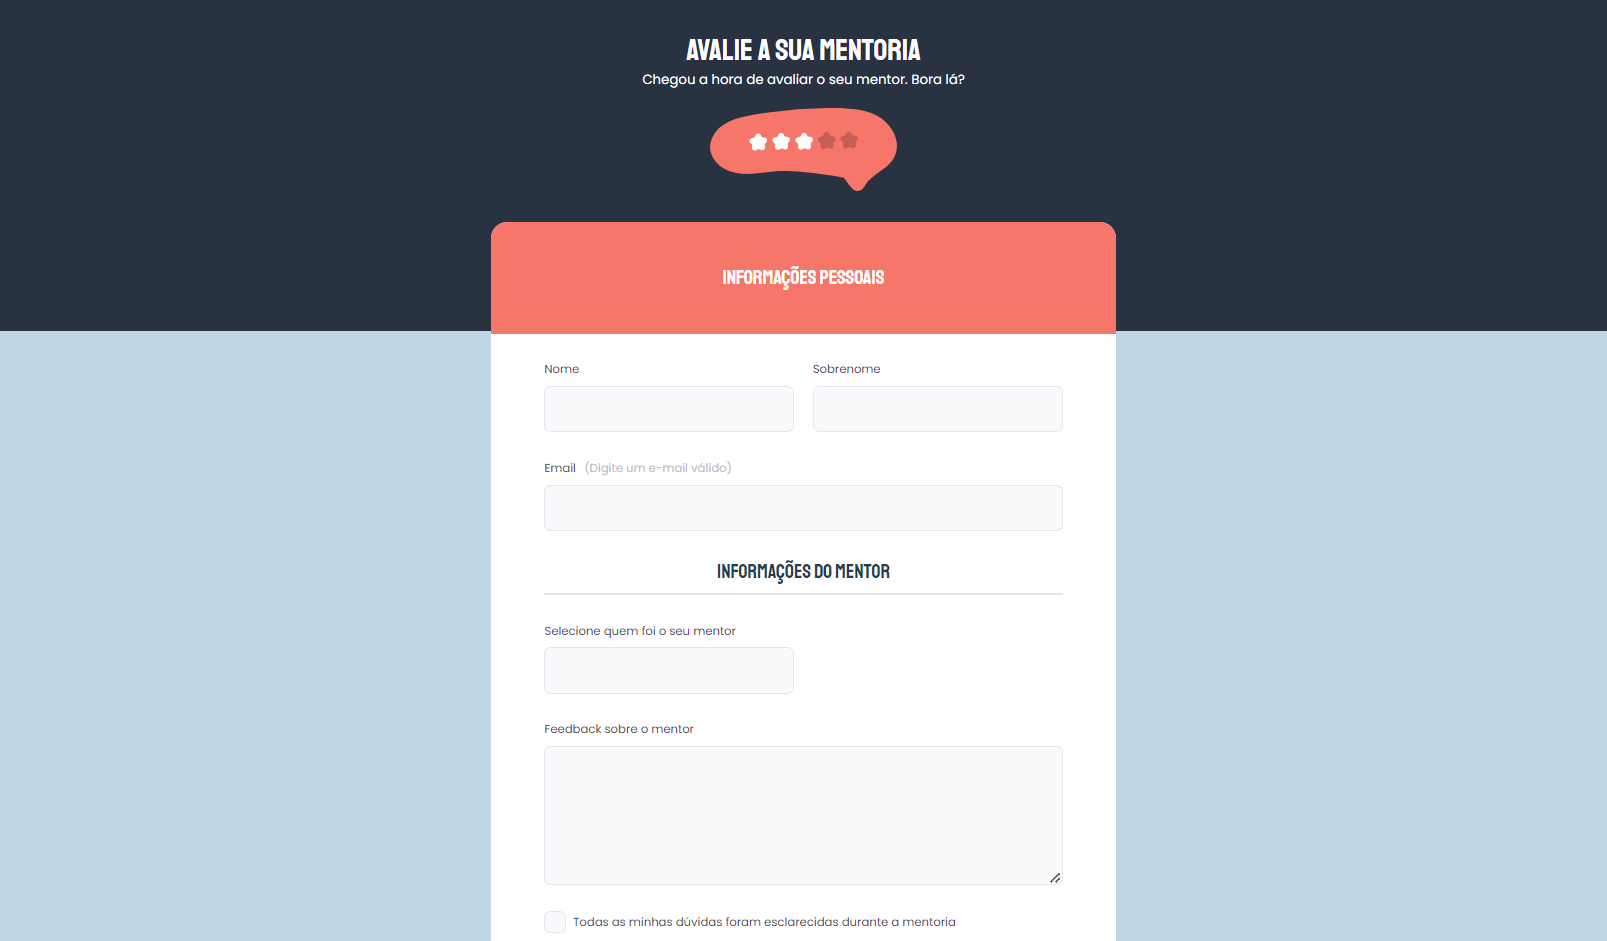 AVALIE A SUA MENTORIA
Chegou a hora de avaliar o seu mentor. Bora lá?
INFORMAÇÕES PESSOAIS
Nome
Sobrenome
Email (Digite um e-mail válido)
INFORMAÇÕES DO MENTOR
Selecione quem foi o seu mentor
Feedback sobre o mentor
Todas as minhas dúvidas foram esclarecidas durante a mentoria